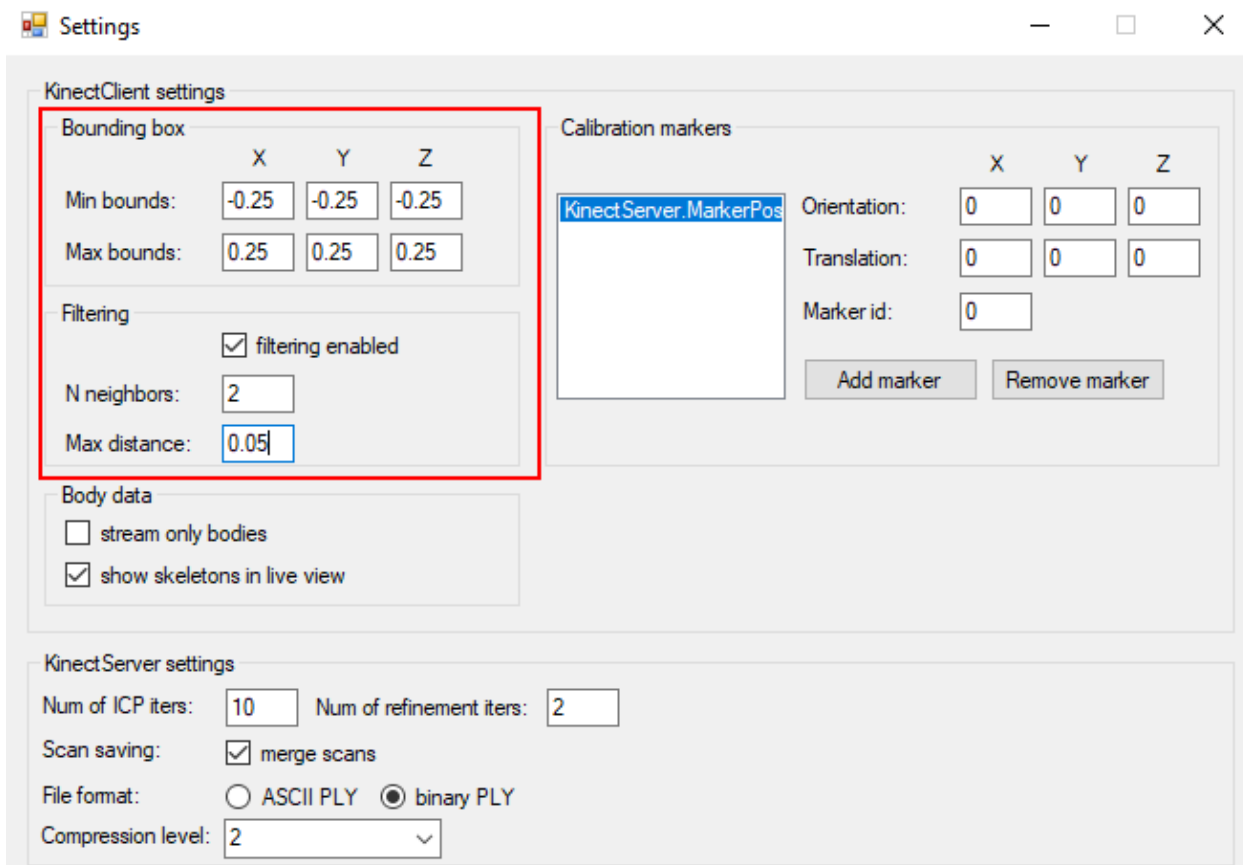 Settings
KinectClient settings
Bounding box
X Y Z
Min bounds: -0.25 -0.25 -0.25
Max bounds: 0.25 0.25 0.25
Filtering
filtering enabled
N neighbors: 2
Max distance: 0.05
Body data
stream only bodies
show skeletons in live view
Calibration markers
X Y Z
KinectServer.MarkerPos
Orientation: 0 0 0
Translation: 0 0 0
Marker id: 0
Add marker Remove marker
KinectServer settings
Num of ICP iters: 10 Num of refinement iters: 2
Scan saving: merge scans
File format: ASCII PLY binary PLY
Compression level: 2